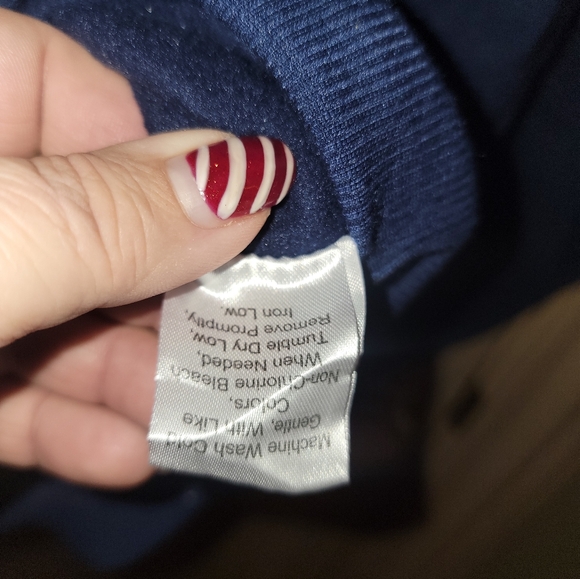 Machine Wash Cold
Gentle, With Like
Colors,
Non-Chlorine Bleach
When Needed,
Tumble Dry Low,
Remove Promptly,
Iron Low.